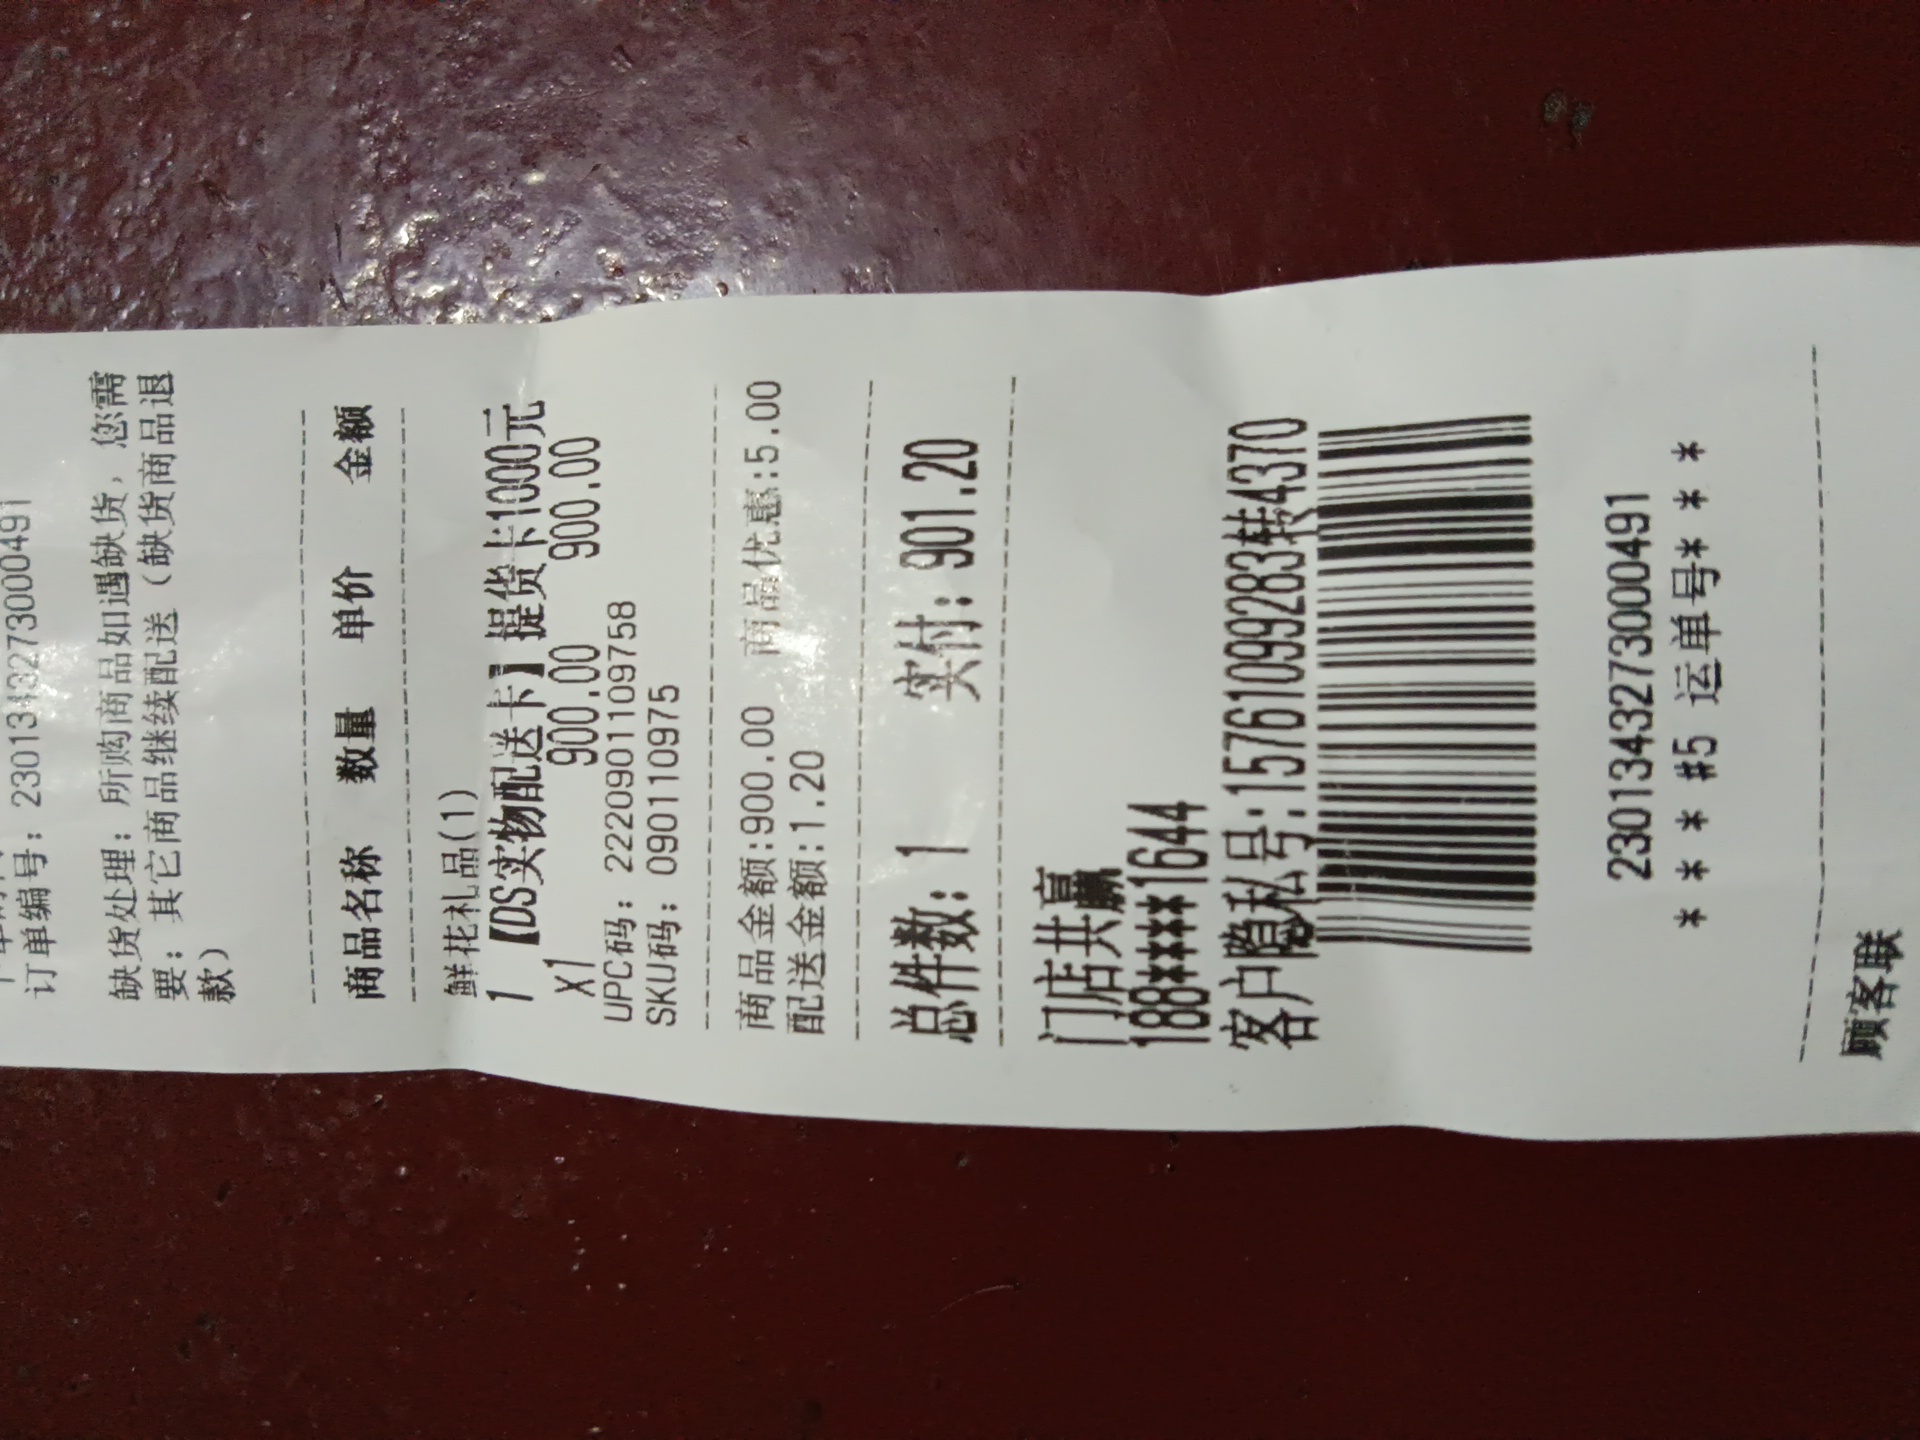 订单编号：2301343273000491
缺货处理：所购商品如遇缺货，您需
要：其它商品继续配送（缺货商品退
款）
商品名称 数量 单价 金额
鲜花礼品(1)
1 【DS实物配送卡】提货卡1000元
X1 900.00 900.00
UPC码：2220901109758
SKU码：090110975
商品金额:900.00 商品优惠:5.00
配送金额:1.20
总件数：1 实付：901.20
门店共赢
188****1644
客户隐私号:15761099283转4370
2301343273000491
* * * #5 运单号* * *
顾客联